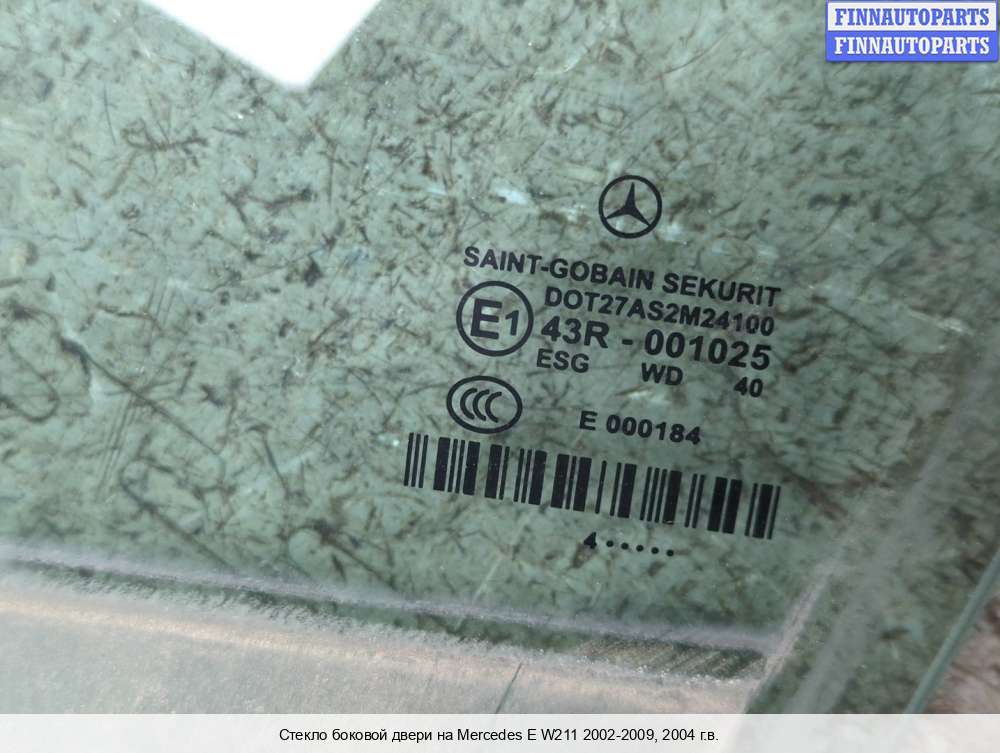 FINNAUTOPARTS
FINNAUTOPARTS
SAINT-GOBAIN SEKURIT
DOT27AS2M24100
E1 43R - 001025
ESG WD 40
CCC
E 000184
4······
Стекло боковой двери на Mercedes E W211 2002-2009, 2004 г.в.